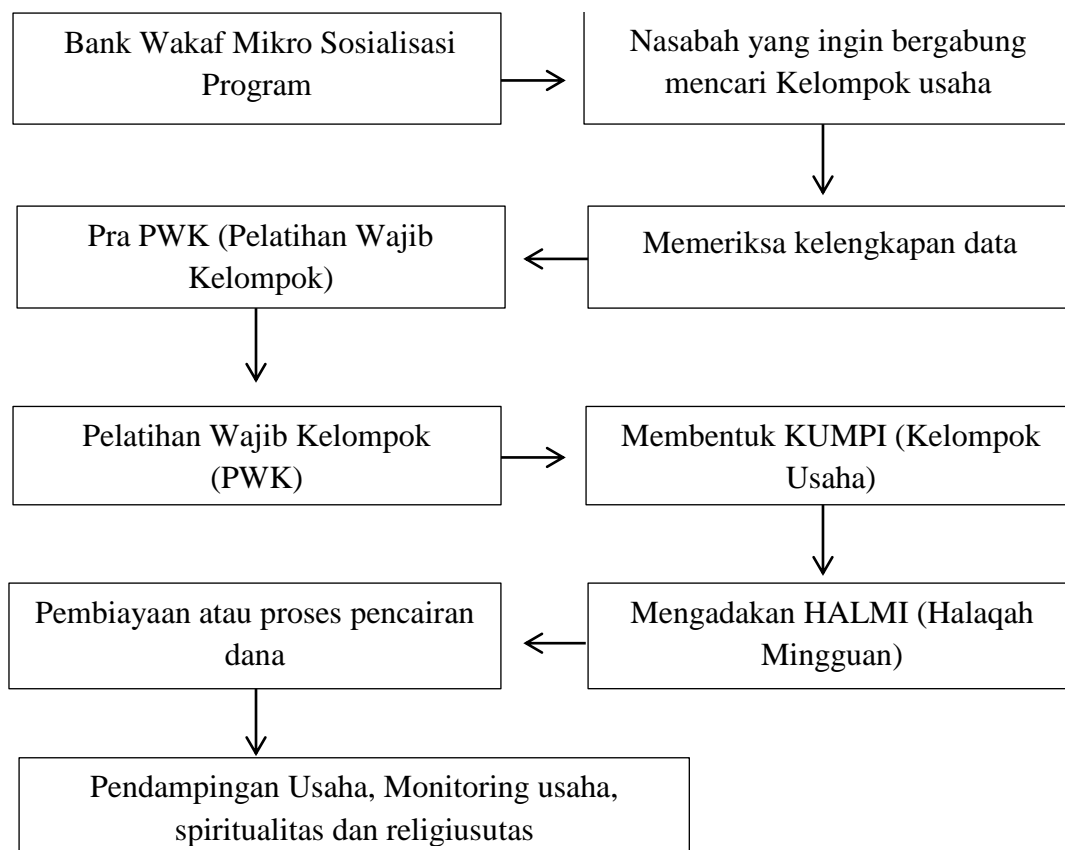 Bank Wakaf Mikro Sosialisasi
Program
Nasabah yang ingin bergabung
mencari Kelompok usaha
Memeriksa kelengkapan data
Pra PWK (Pelatihan Wajib
Kelompok)
Pelatihan Wajib Kelompok
(PWK)
Membentuk KUMPI (Kelompok
Usaha)
Mengadakan HALMI (Halaqah
Mingguan)
Pembiayaan atau proses pencairan
dana
Pendampingan Usaha, Monitoring usaha,
spiritualitas dan religiusutas